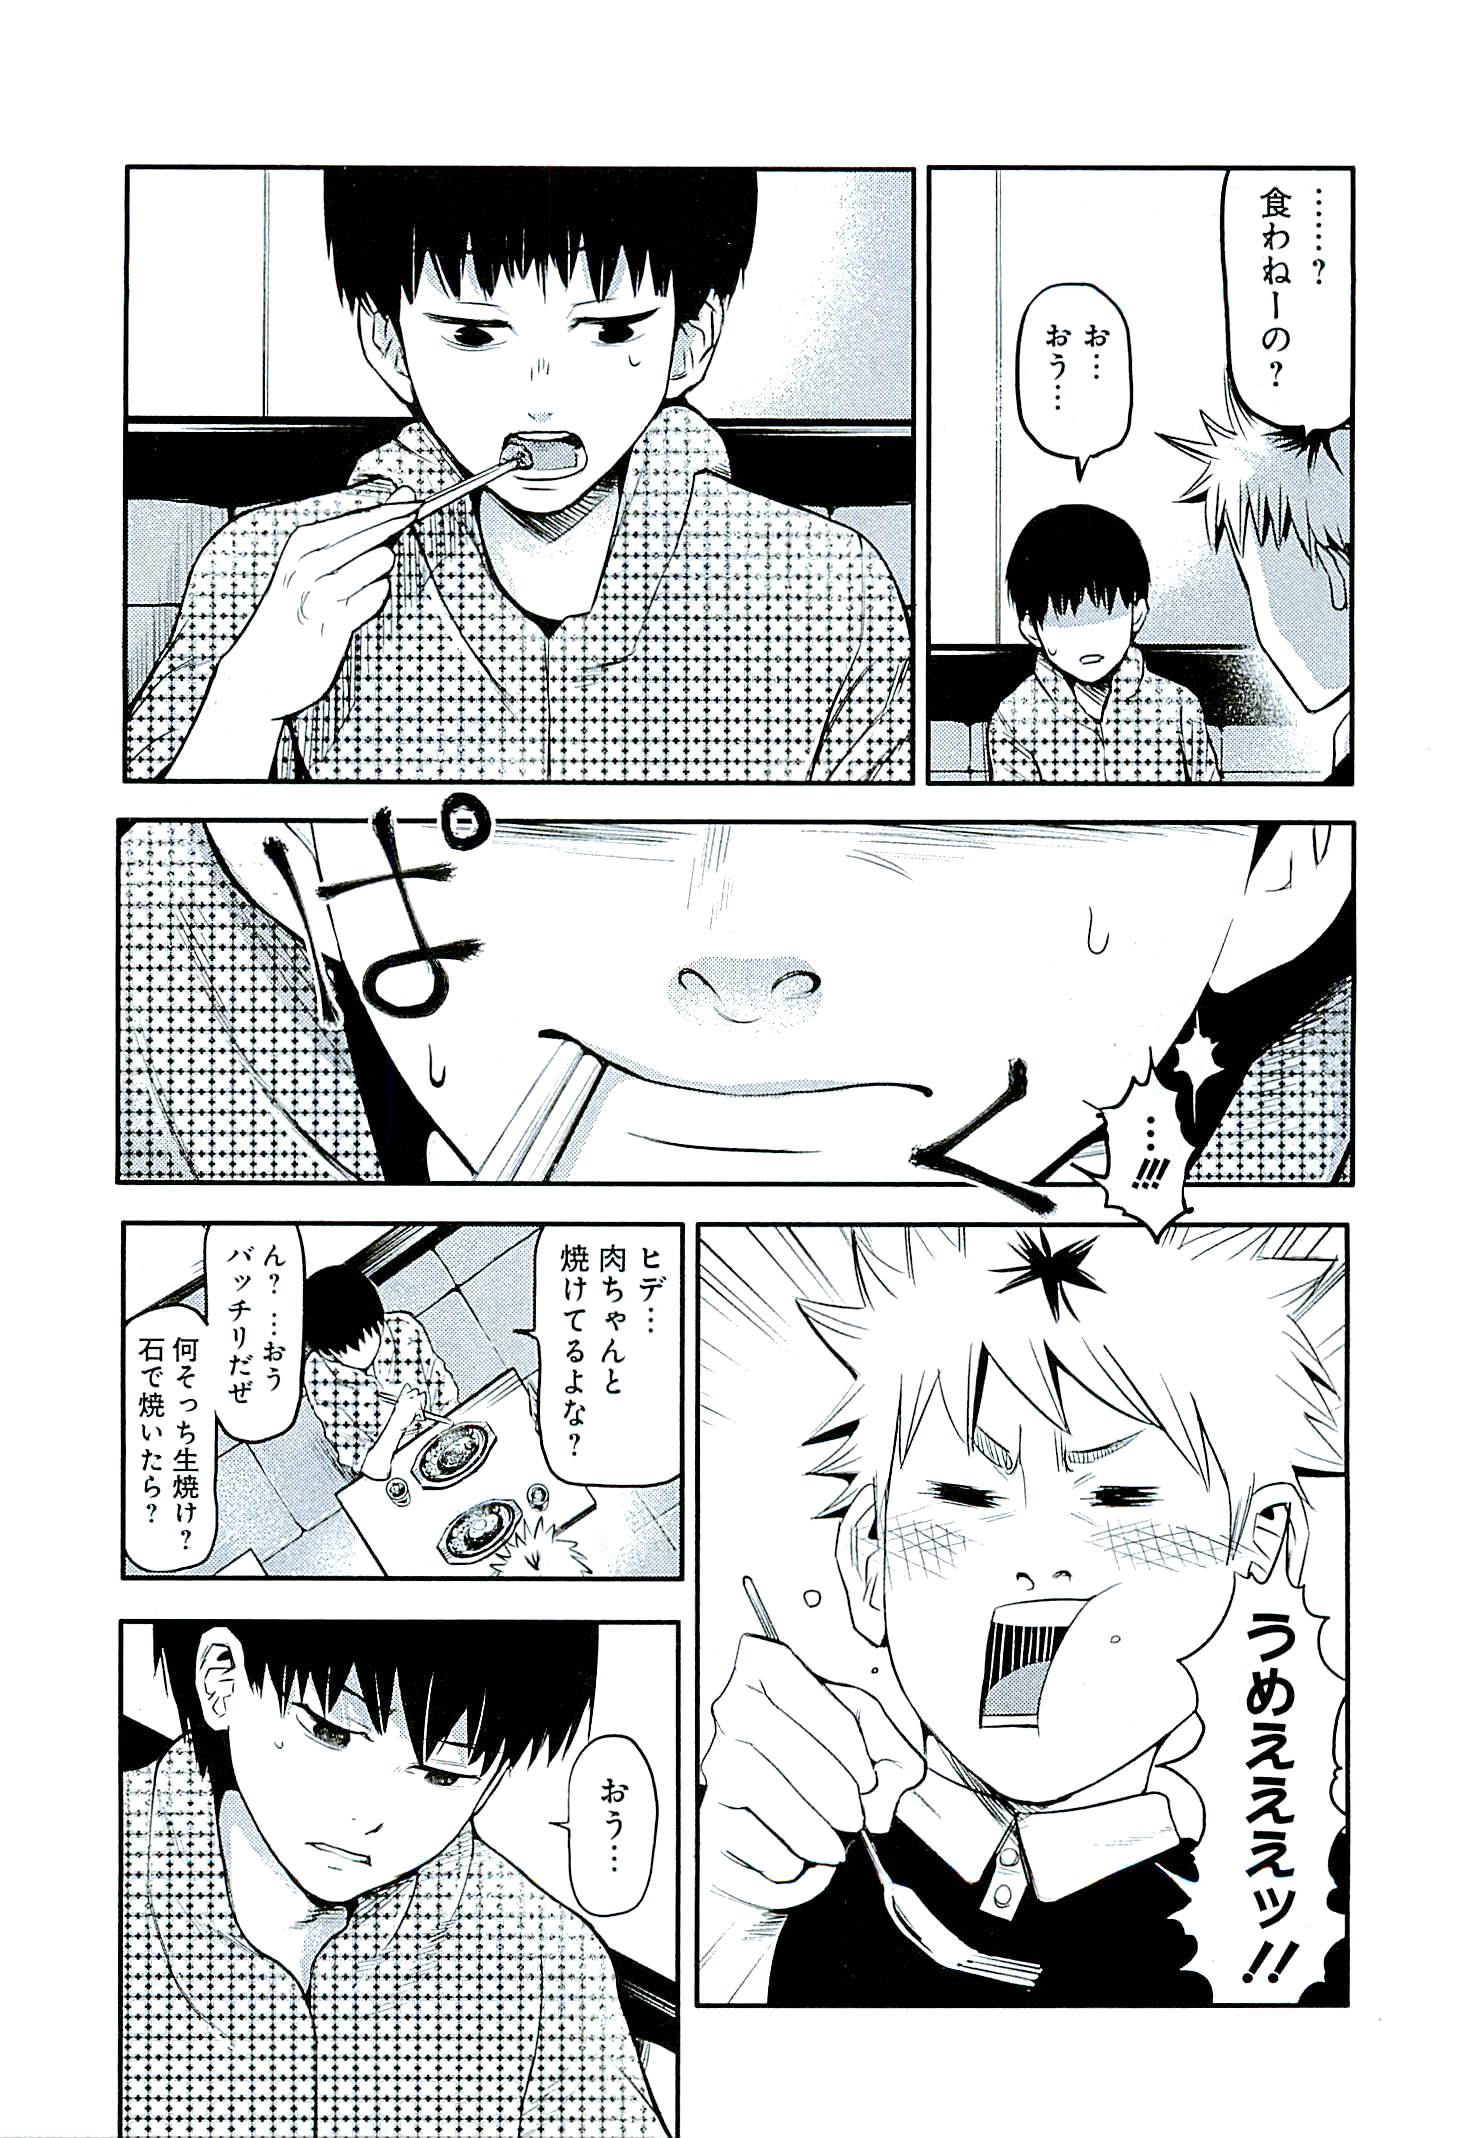 ……？
食わねーの？
お…
おう…
ぱ
く
…!!!
うめえええぇッ!!
ヒデ…
肉ちゃんと
焼けてるよな？
ん？…おう
バッチリだぜ
何そっち生焼け？
石で焼いたら？
おう…